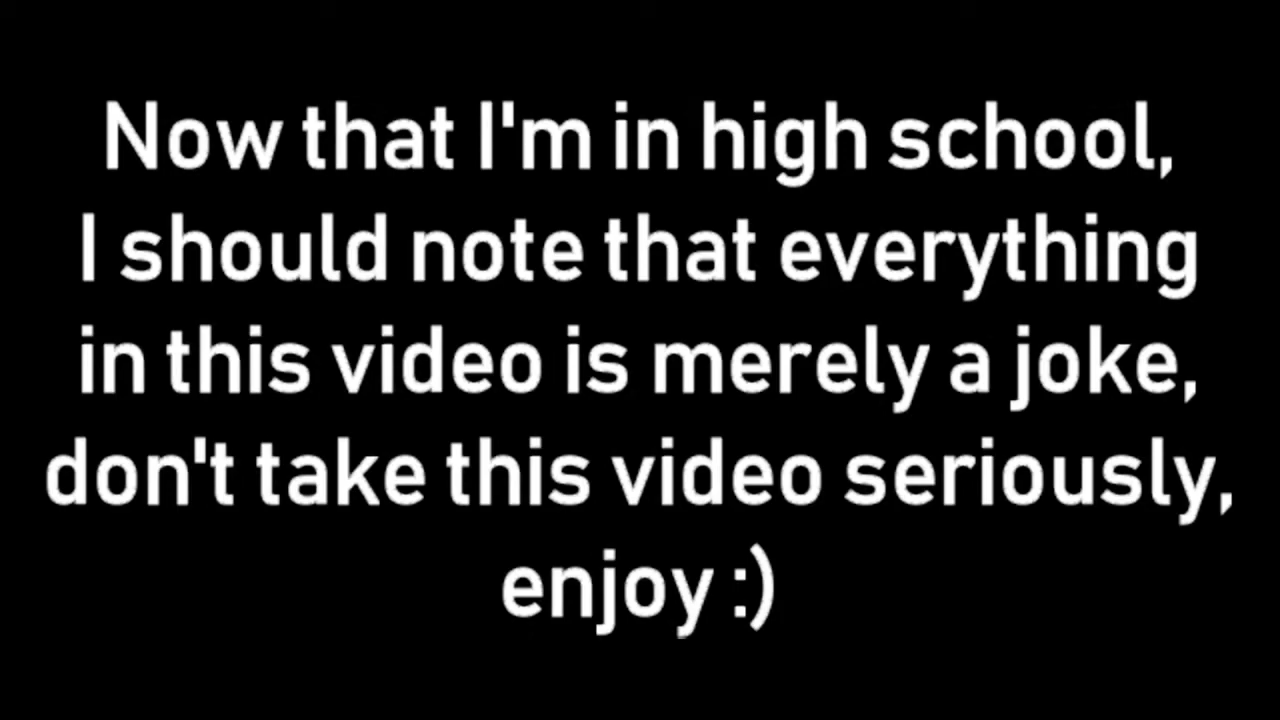 Now that I'm in high school,
I should note that everything
in this video is merely a joke,
don't take this video seriously,
enjoy :)